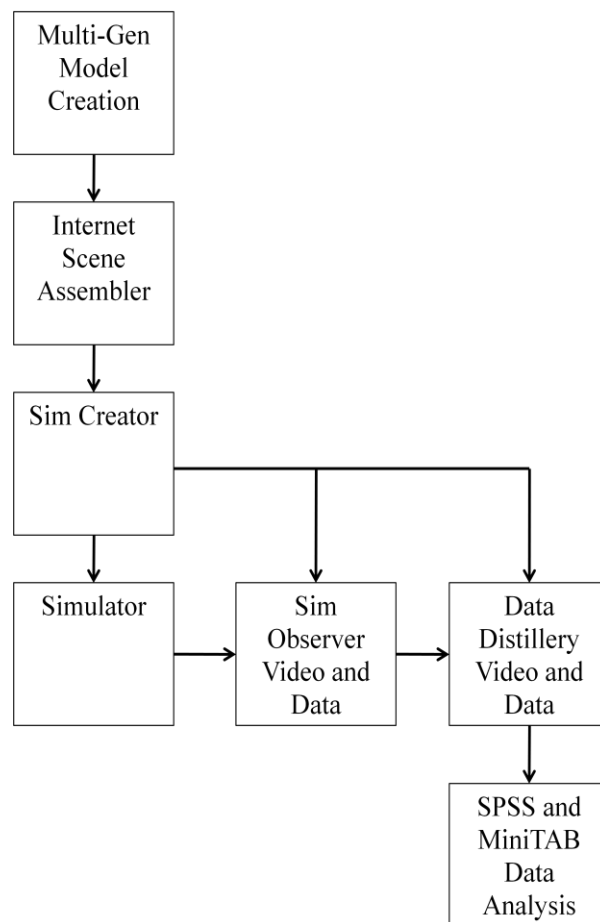 Multi-Gen
Model
Creation
Internet
Scene
Assembler
Sim Creator
Simulator
Sim
Observer
Video and
Data
Data
Distillery
Video and
Data
SPSS and
MiniTAB
Data
Analysis